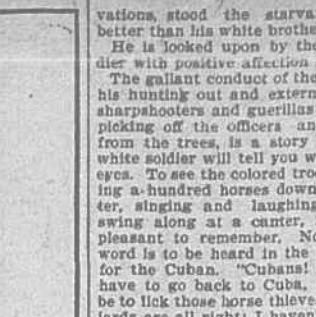 vations, stood the starva
better than his white brothe
He is looked upon by the
dier with positive affection
The gallant conduct of the
his hunting out and extern
sharpshooters and guerillas
picking off the officers an
from the trees, is a story
white soldier will tell you w
eyes. To see the colored troo
ing a-hundred horses down
ter, singing and laughing
swing along at a canter,
pleasant to remember, No
word is to be heard in the
for the Cuban. "Cubans!
have to go back to Cuba,
be to lick those horse thieve
iards are all right; I haven